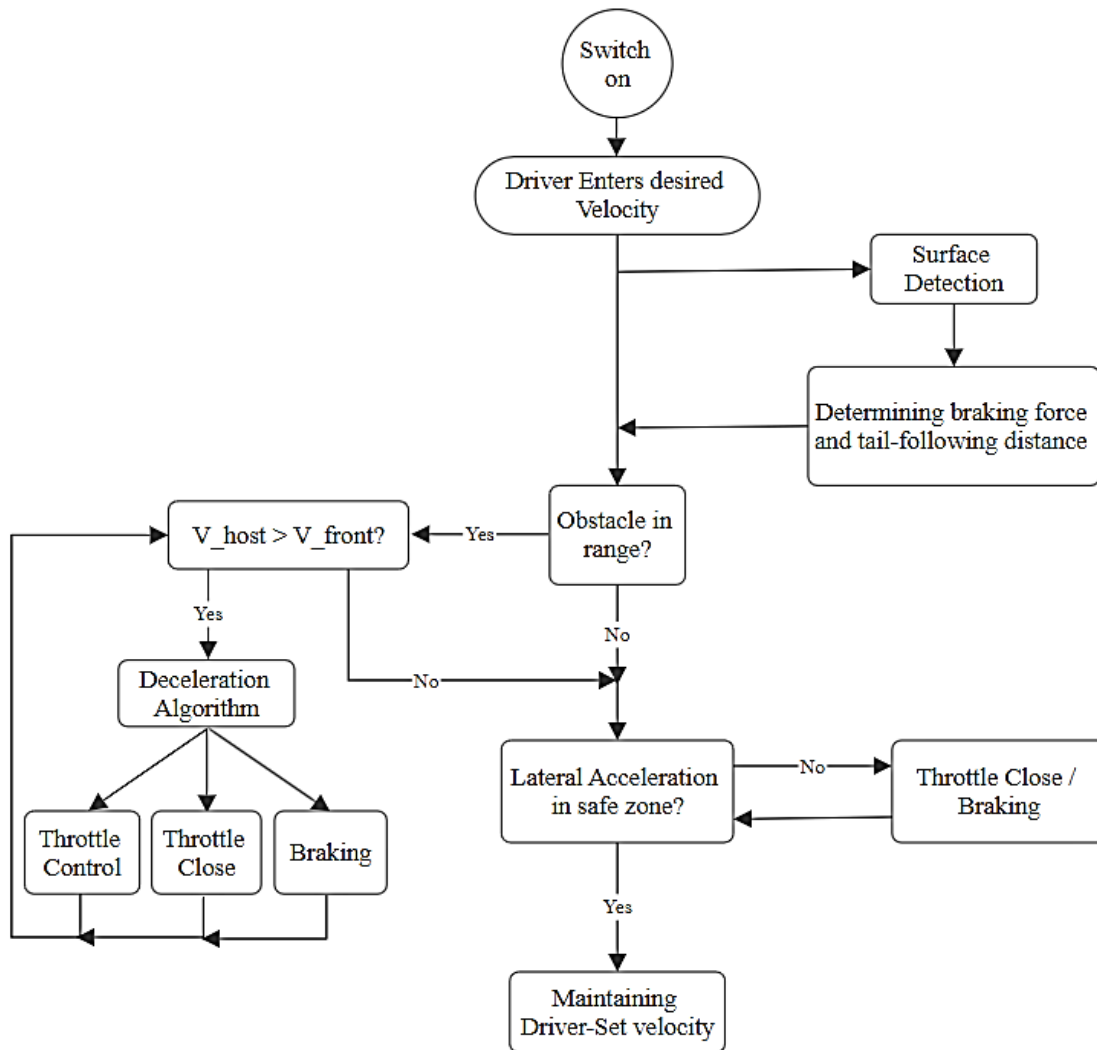 Switch
on
Driver Enters desired
Velocity
Surface
Detection
Determining braking force
and tail-following distance
Obstacle in
range?
Yes
V_host > V_front?
Yes
No
Deceleration
Algorithm
No
Throttle
Control
Throttle
Close
Braking
Lateral Acceleration
in safe zone?
No
Throttle Close /
Braking
Yes
Maintaining
Driver-Set velocity